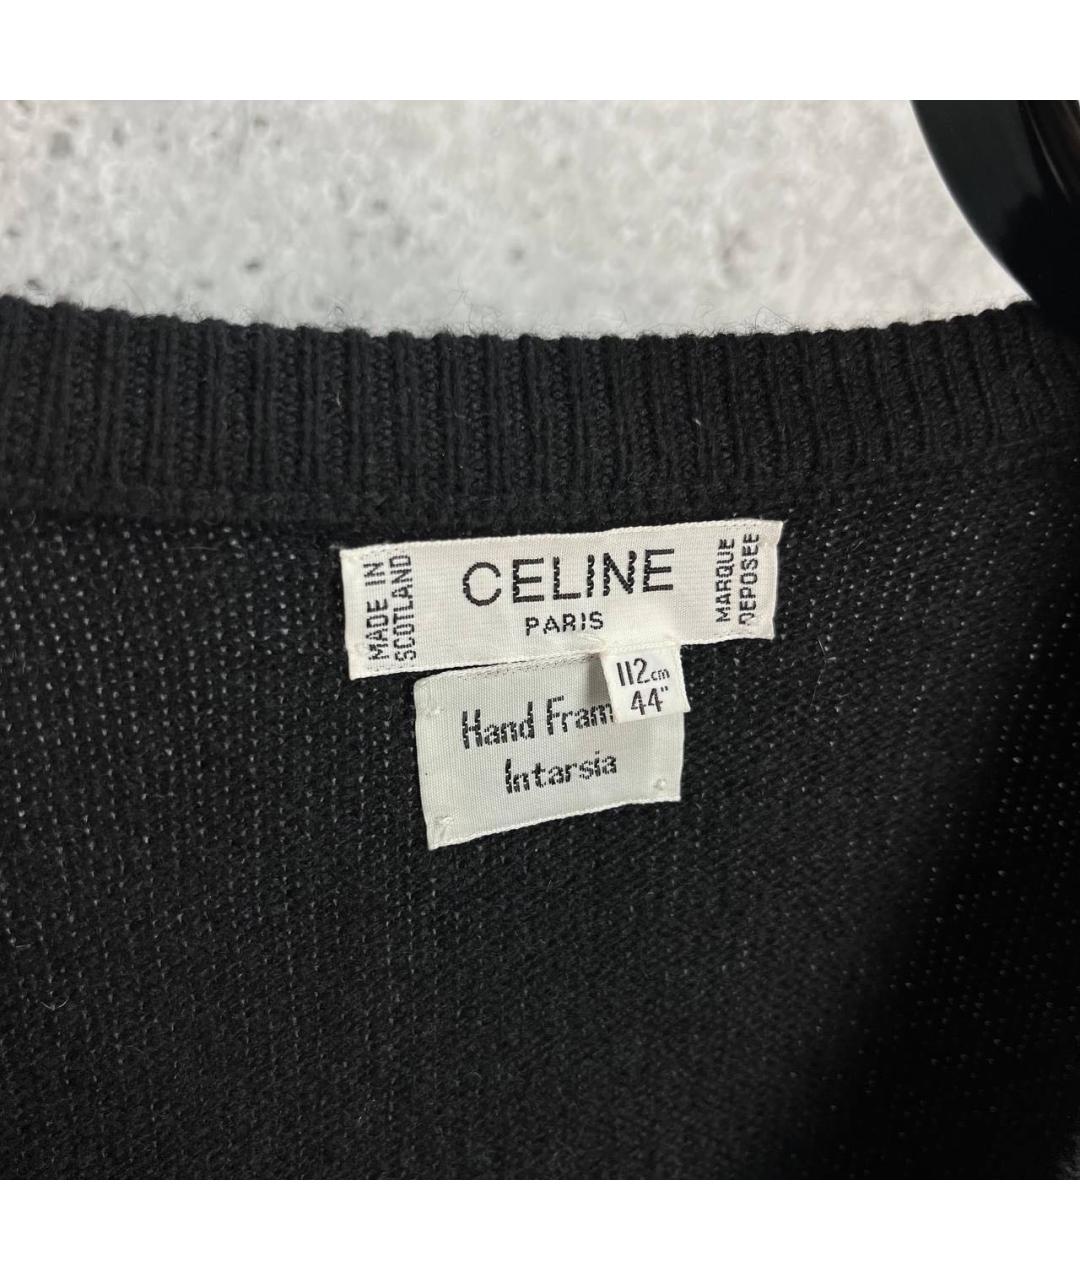 MADE IN
SCOTLAND
CELINE
PARIS
MARQUE
DEPOSEE
112cm
44"
Hand Fram
Intarsia